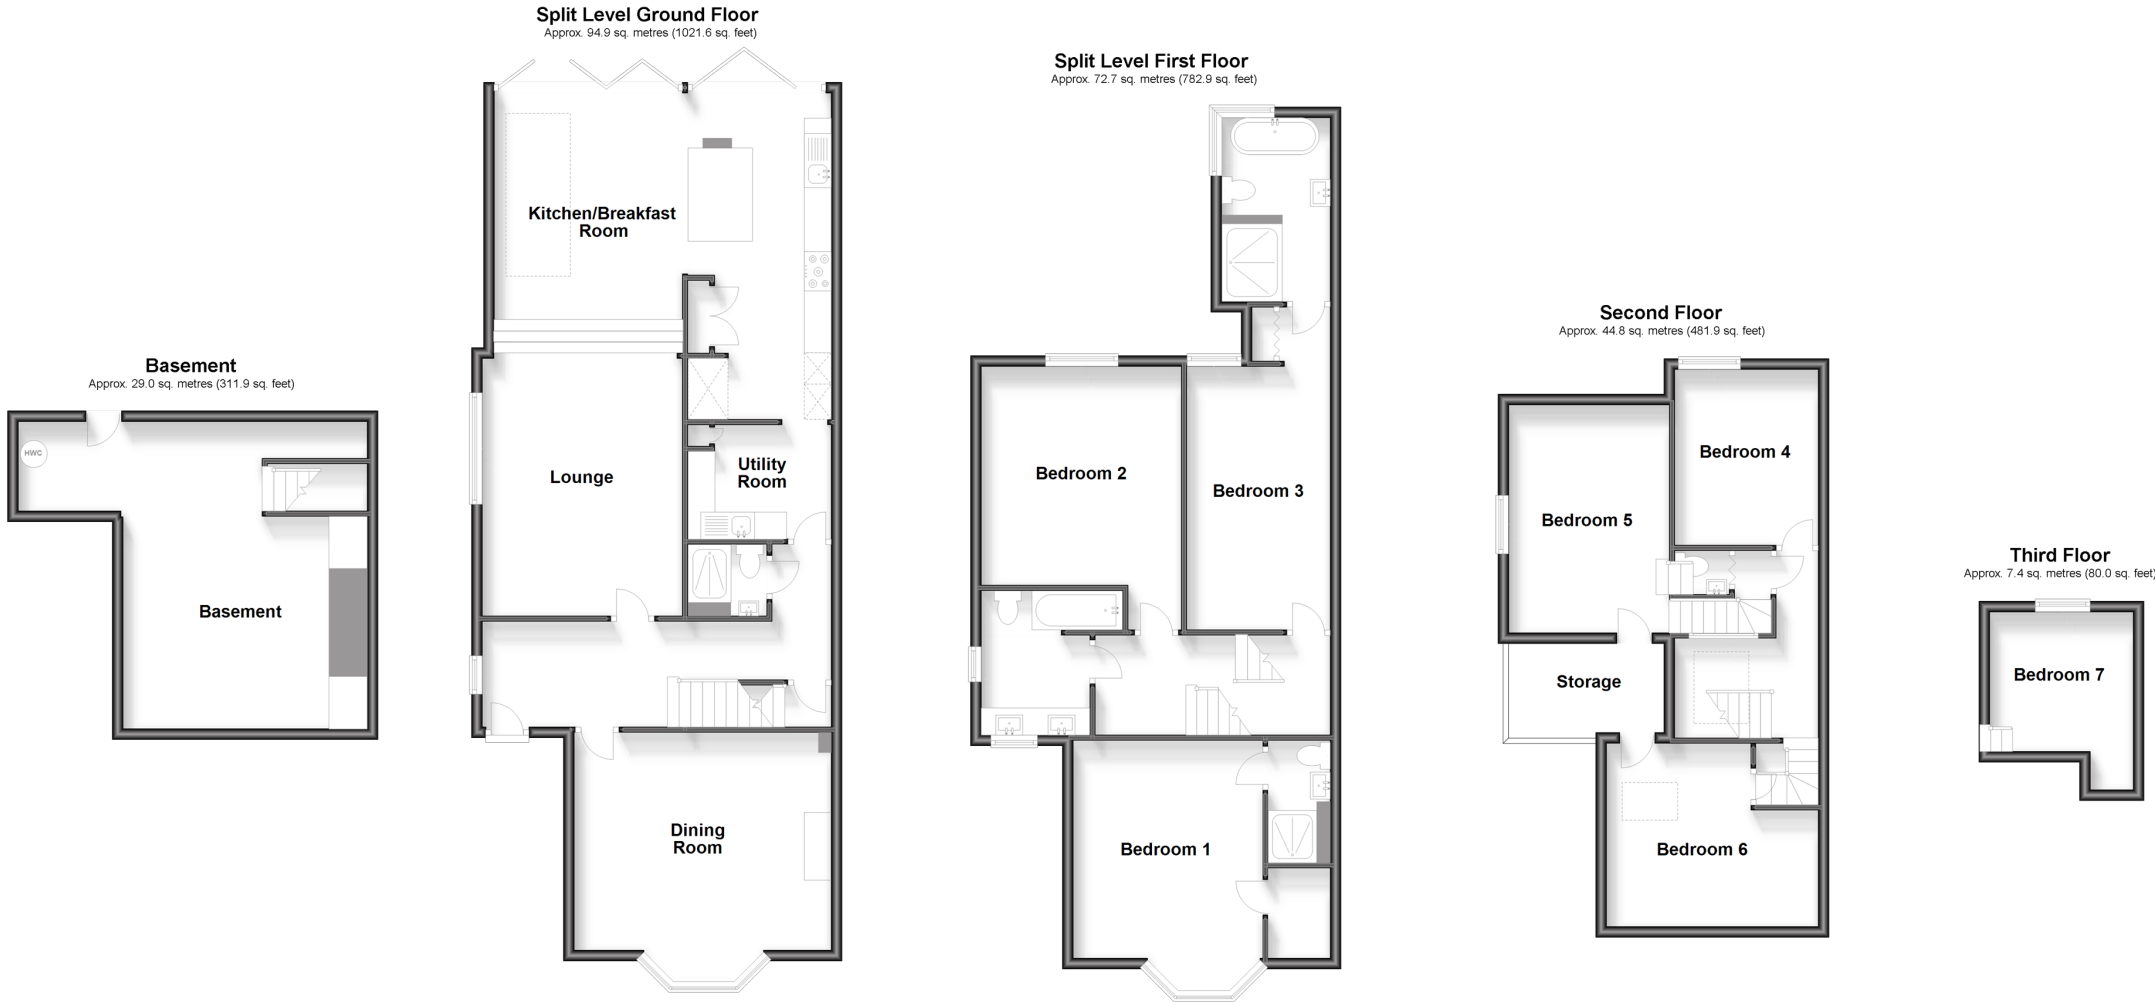 Basement
Approx. 29.0 sq. metres (311.9 sq. feet)
HWC
Basement
Split Level Ground Floor
Approx. 94.9 sq. metres (1021.6 sq. feet)
Kitchen/Breakfast
Room
Lounge
Utility
Room
Dining
Room
Split Level First Floor
Approx. 72.7 sq. metres (782.9 sq. feet)
Bedroom 2
Bedroom 3
Bedroom 1
Second Floor
Approx. 44.8 sq. metres (481.9 sq. feet)
Bedroom 4
Bedroom 5
Storage
Bedroom 6
Third Floor
Approx. 7.4 sq. metres (80.0 sq. feet)
Bedroom 7